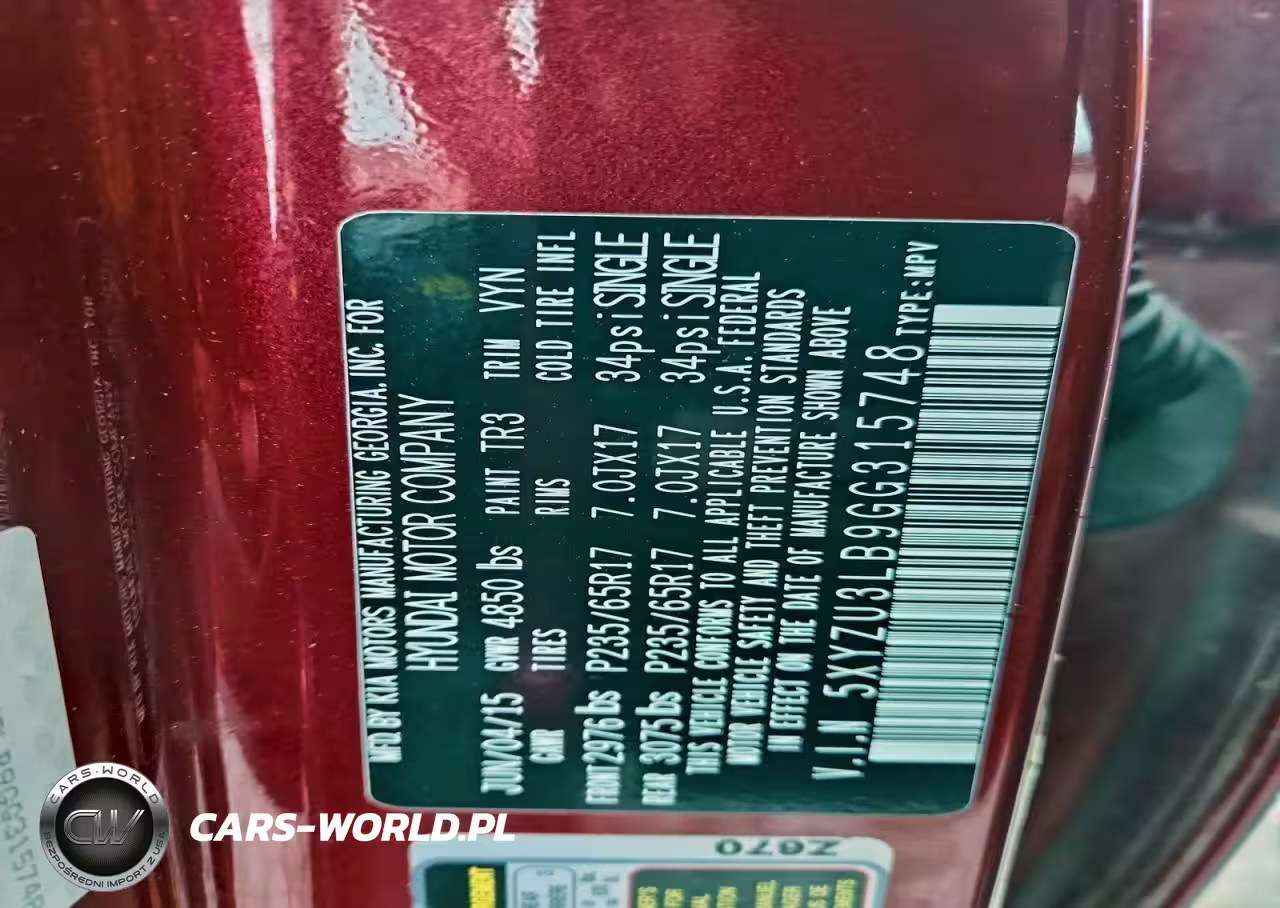 MFD BY KIA MOTORS MANUFACTURING GEORGIA, INC. FOR
HYUNDAI MOTOR COMPANY
JUN/04/15 GVWR 4850 lbs PAINT TR3 TRIM VYN
GAWR TIRES RIMS COLD TIRE INFL
FRONT 2976 lbs P235/65R17 7.0JX17 34psi SINGLE
REAR 3075 lbs P235/65R17 7.0JX17 34psi SINGLE
THIS VEHICLE CONFORMS TO ALL APPLICABLE U.S.A. FEDERAL
MOTOR VEHICLE SAFETY AND THEFT PREVENTION STANDARDS
IN EFFECT ON THE DATE OF MANUFACTURE SHOWN ABOVE
V.I.N 5XYZU3LB9GG315748 TYPE:MPV
Z670
CARS-WORLD
CW
BEZPOŚREDNI IMPORT Z USA
CARS-WORLD.PL